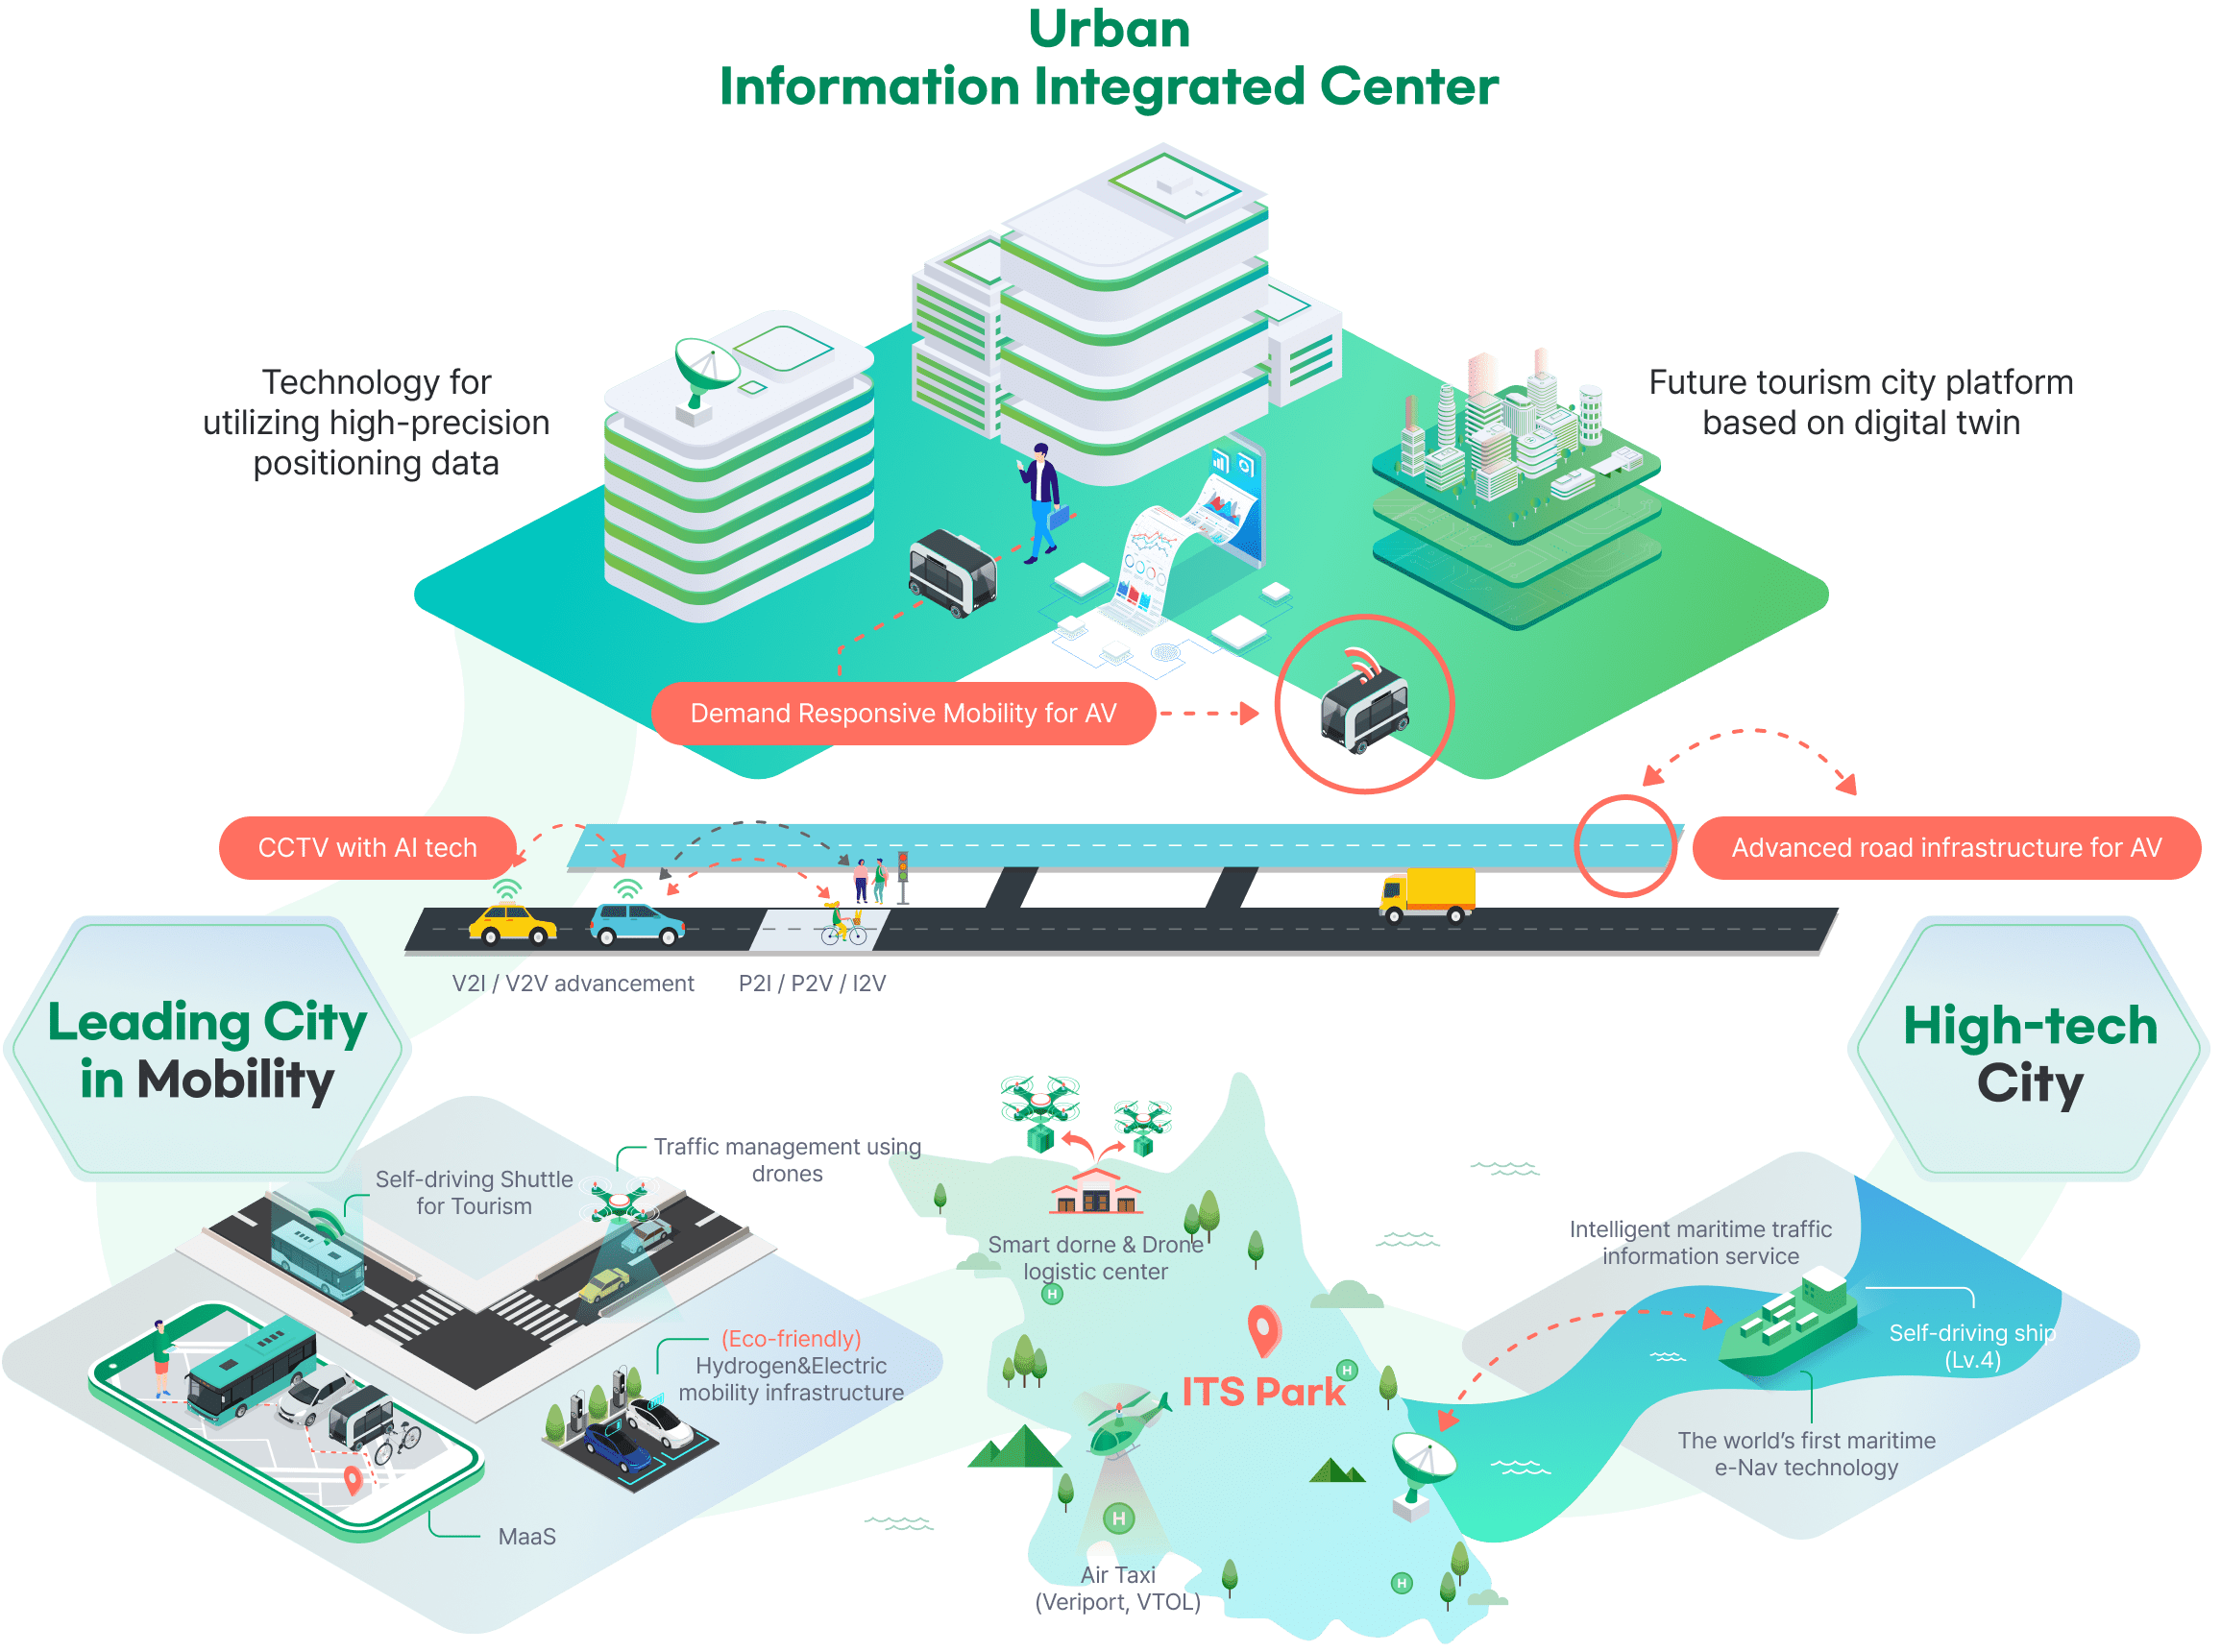 Urban
Information Integrated Center
Technology for
utilizing high-precision
positioning data
Future tourism city platform
based on digital twin
Demand Responsive Mobility for AV
CCTV with AI tech
Advanced road infrastructure for AV
V2I / V2V advancement
P2I / P2V / I2V
Leading City
in Mobility
High-tech
City
Self-driving Shuttle
for Tourism
Traffic management using
drones
(Eco-friendly)
Hydrogen&Electric
mobility infrastructure
MaaS
Smart dorne & Drone
logistic center
H
ITS Park
H
H
Air Taxi
(Veriport, VTOL)
H
Intelligent maritime traffic
information service
Self-driving ship
(Lv.4)
The world's first maritime
e-Nav technology